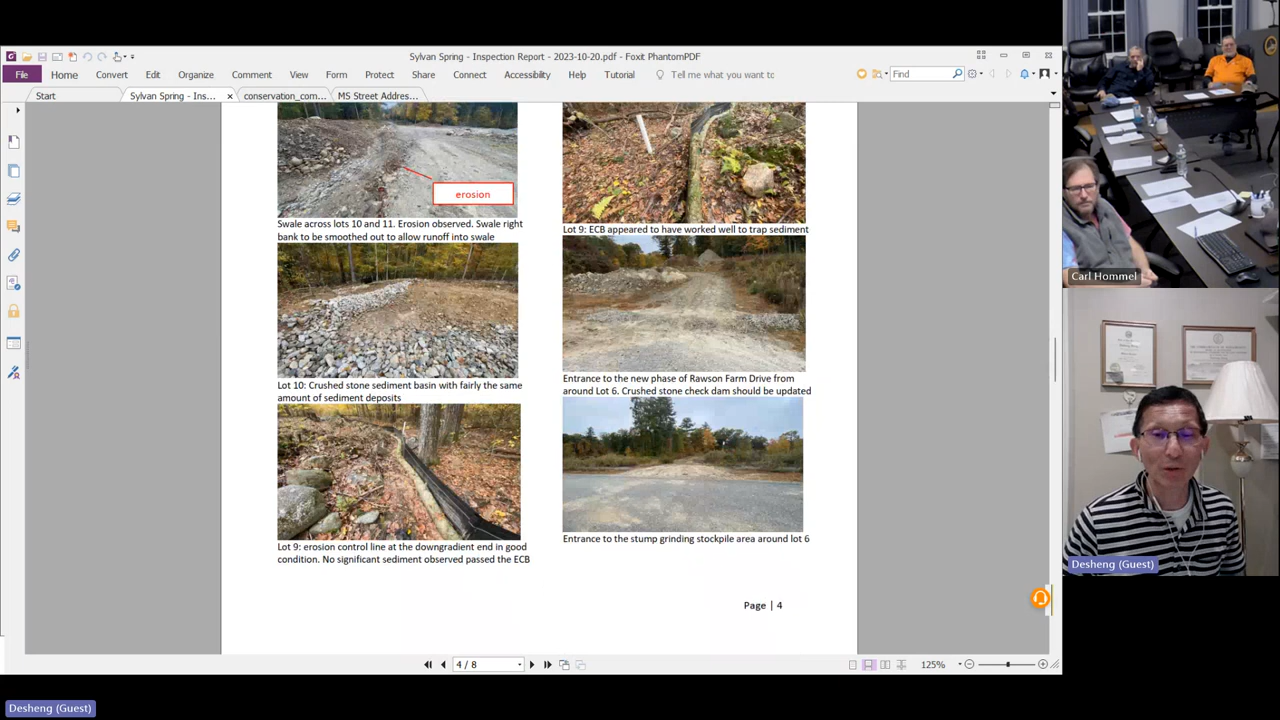 Sylvan Spring - Inspection Report - 2023-10-20.pdf - Foxit PhantomPDF
File Home Convert Edit Organize Comment View Form Protect Share Connect Accessibility Help Tutorial Tell me what you want tc Find
Start Sylvan Spring - Ins... conservation_com... MS Street Addres...
erosion
Swale across lots 10 and 11. Erosion observed. Swale right
bank to be smoothed out to allow runoff into swale
Lot 10: Crushed stone sediment basin with fairly the same
amount of sediment deposits
Lot 9: erosion control line at the downgradient end in good
condition. No significant sediment observed passed the ECB
Lot 9: ECB appeared to have worked well to trap sediment
Entrance to the new phase of Rawson Farm Drive from
around Lot 6. Crushed stone check dam should be updated
Entrance to the stump grinding stockpile area around lot 6
Page | 4
4 / 8
125%
Carl Hommel
Desheng (Guest)
Desheng (Guest)